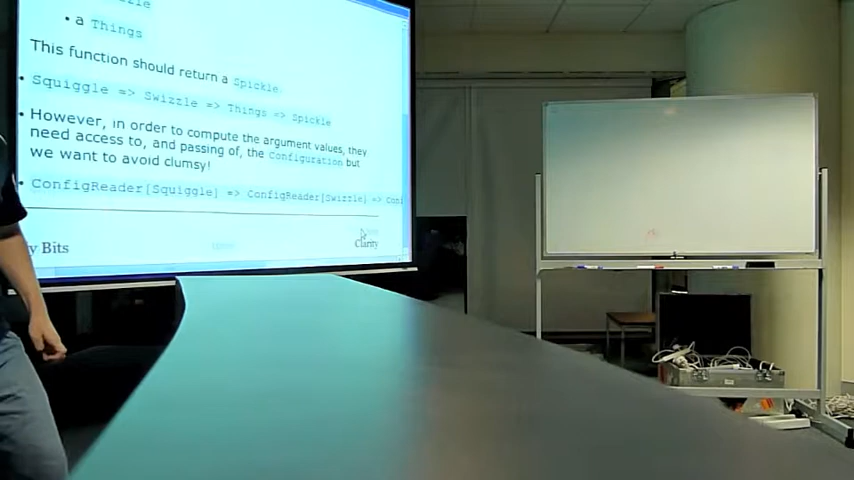 • a Things
This function should return a Spickle.
• Squiggle => Swizzle => Things => Spickle
• However, in order to compute the argument values, they
need access to, and passing of, the Configuration but
we want to avoid clumsy!
• ConfigReader[Squiggle] => ConfigReader[Swizzle] =>
Bits
Clarity